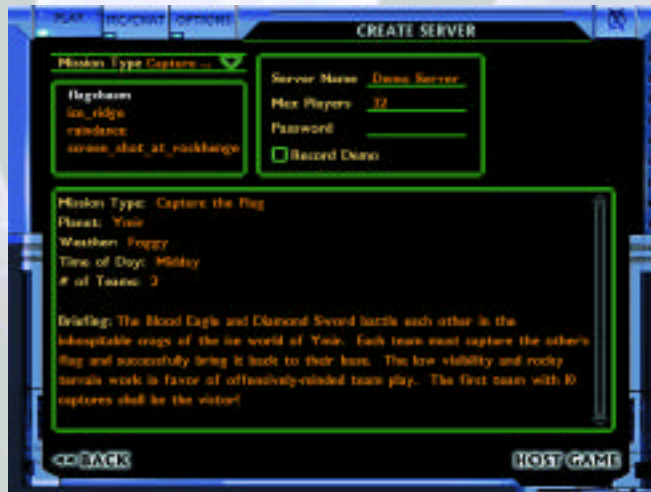 PLAY IRC/CHAT OPTIONS
CREATE SERVER
Mission Type Capture ...
ice_ridge
raindance
Server Name Demo Server
Max Players 32
Password
Record Demo
Mission Type: Capture the Flag
Planet: Ymir
Weather: Foggy
Time of Day: Midday
# of Teams: 2
Briefing: The Blood Eagle and Diamond Sword battle each other in the
inhospitable crags of the ice world of Ymir. Each team must capture the other's
flag and successfully bring it back to their base. The low visibility and rocky
terrain work in favor of offensively-minded team play. The first team with 10
captures shall be the victor!
<< BACK
HOST GAME